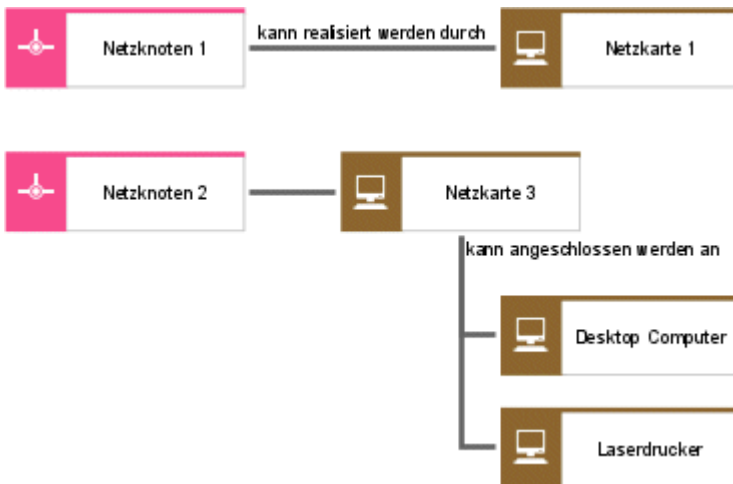 Netzknoten 1
kann realisiert werden durch
Netzkarte 1
Netzknoten 2
Netzkarte 3
kann angeschlossen werden an
Desktop Computer
Laserdrucker